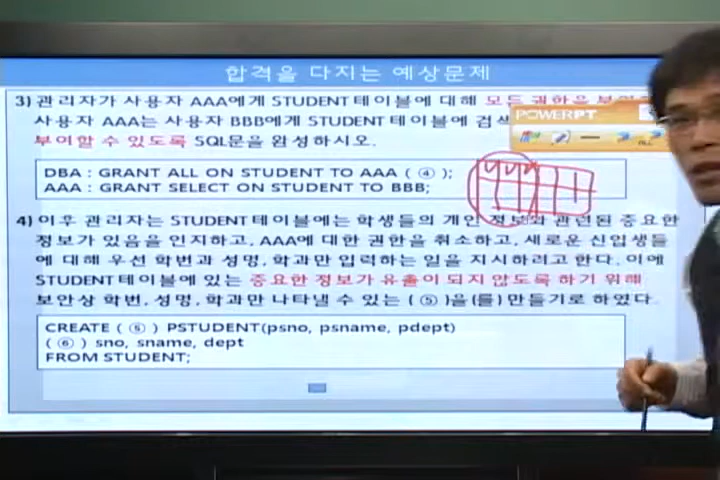 합격을 다지는 예상문제
3) 관리자가 사용자 AAA에게 STUDENT 테이블에 대해 모든 권한을
사용자 AAA는 사용자 BBB에게 STUDENT 테이블에 검색
부여할 수 있도록 SQL문을 완성하시오.
POWERPT
ALL
DBA : GRANT ALL ON STUDENT TO AAA ( ④ );
AAA : GRANT SELECT ON STUDENT TO BBB;
4) 이후 관리자는 STUDENT 테이블에는 학생들의 개인 정보와 관련된 중요한
정보가 있음을 인지하고, AAA에 대한 권한을 취소하고, 새로운 신입생들
에 대해 우선 학번과 성명, 학과만 입력하는 일을 지시하려고 한다. 이에
STUDENT 테이블에 있는 중요한 정보가 유출이 되지 않도록 하기 위해
보안상 학번, 성명, 학과만 나타낼 수 있는 ( ⑤ )을(를) 만들기로 하였다.
CREATE ( ⑤ ) PSTUDENT(psno, psname, pdept)
( ⑥ ) sno, sname, dept
FROM STUDENT;